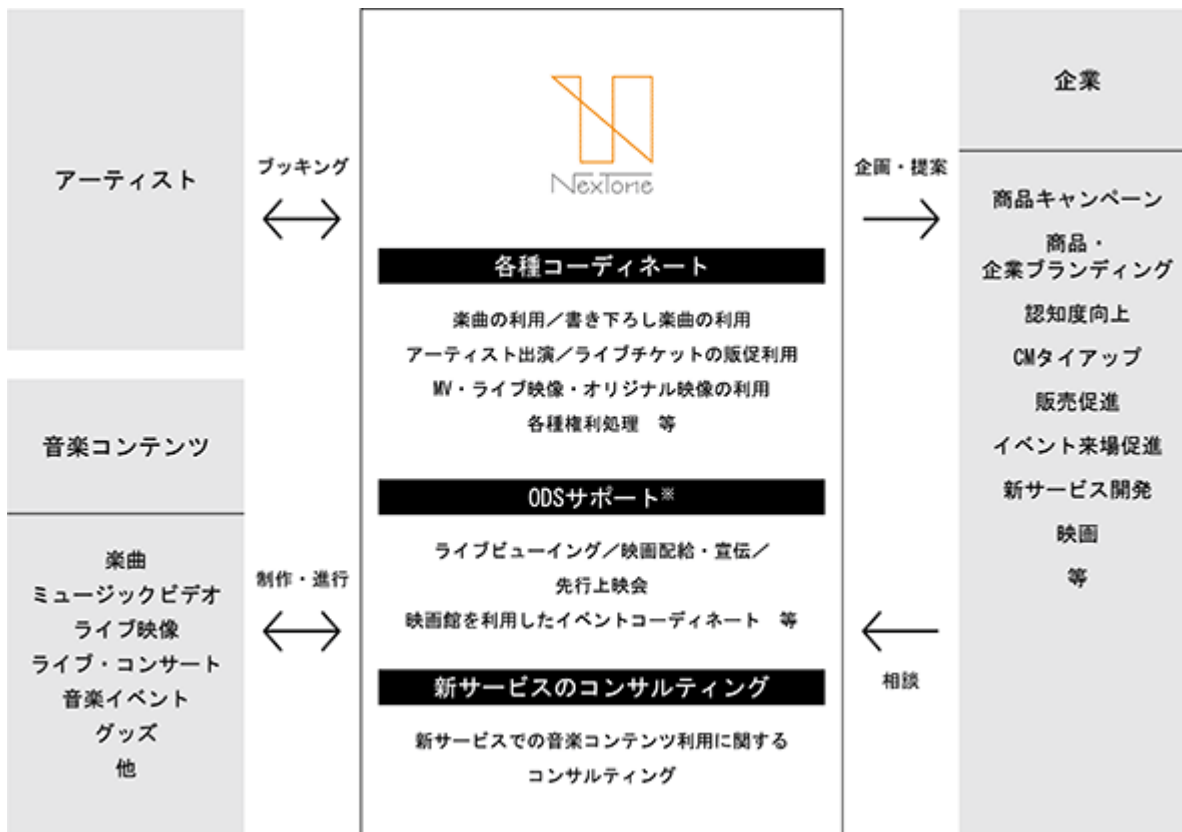 アーティスト
音楽コンテンツ
楽曲
ミュージックビデオ
ライブ映像
ライブ・コンサート
音楽イベント
グッズ
他
ブッキング
制作・進行
NexTone
各種コーディネート
楽曲の利用／書き下ろし楽曲の利用
アーティスト出演／ライブチケットの販促利用
MV・ライブ映像・オリジナル映像の利用
各種権利処理　等
ODSサポート※
ライブビューイング／映画配給・宣伝／
先行上映会
映画館を利用したイベントコーディネート　等
新サービスのコンサルティング
新サービスでの音楽コンテンツ利用に関する
コンサルティング
企画・提案
相談
企業
商品キャンペーン
商品・
企業ブランディング
認知度向上
CMタイアップ
販売促進
イベント来場促進
新サービス開発
映画
等